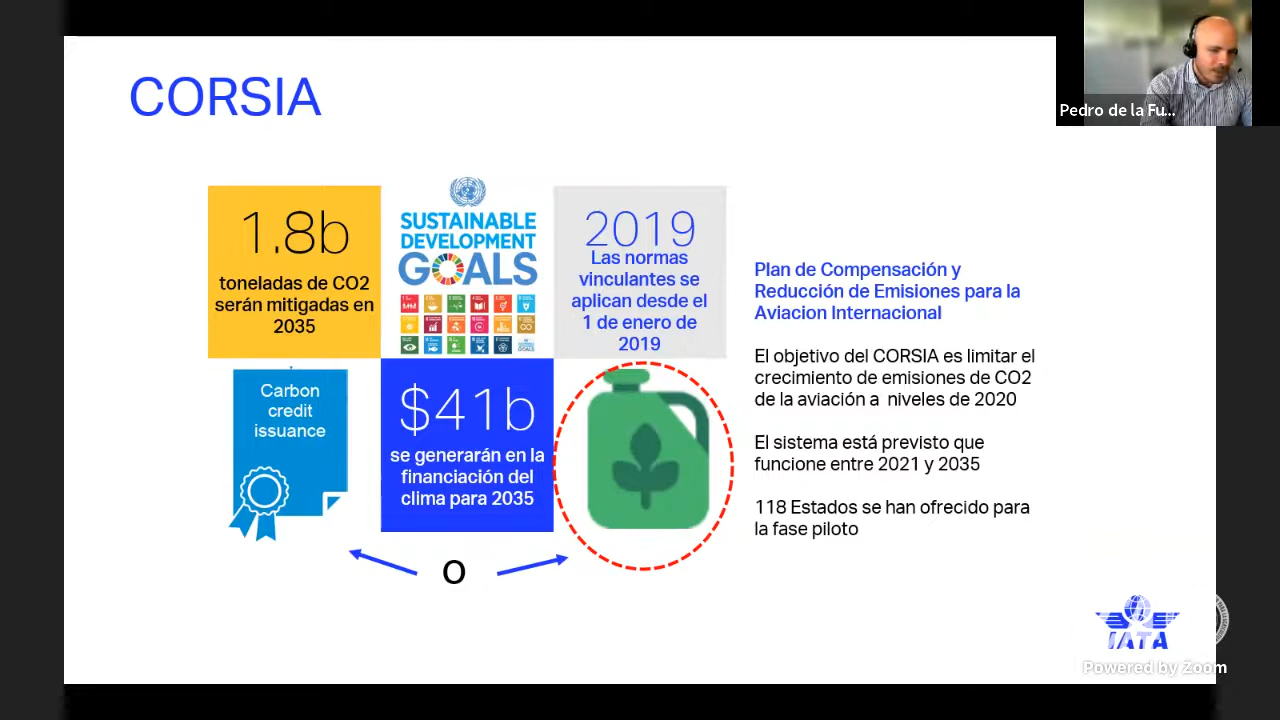 CORSIA
Pedro de la Fu...
1.8b
toneladas de CO2
serán mitigadas en
2035
SUSTAINABLE
DEVELOPMENT
GOALS
2019
Las normas
vinculantes se
aplican desde el
1 de enero de
2019
Carbon
credit
issuance
$41b
se generarán en la
financiación del
clima para 2035
O
Plan de Compensación y
Reducción de Emisiones para la
Aviacion Internacional
El objetivo del CORSIA es limitar el
crecimiento de emisiones de CO2
de la aviación a niveles de 2020
El sistema está previsto que
funcione entre 2021 y 2035
118 Estados se han ofrecido para
la fase piloto
IATA
Powered by Zoom